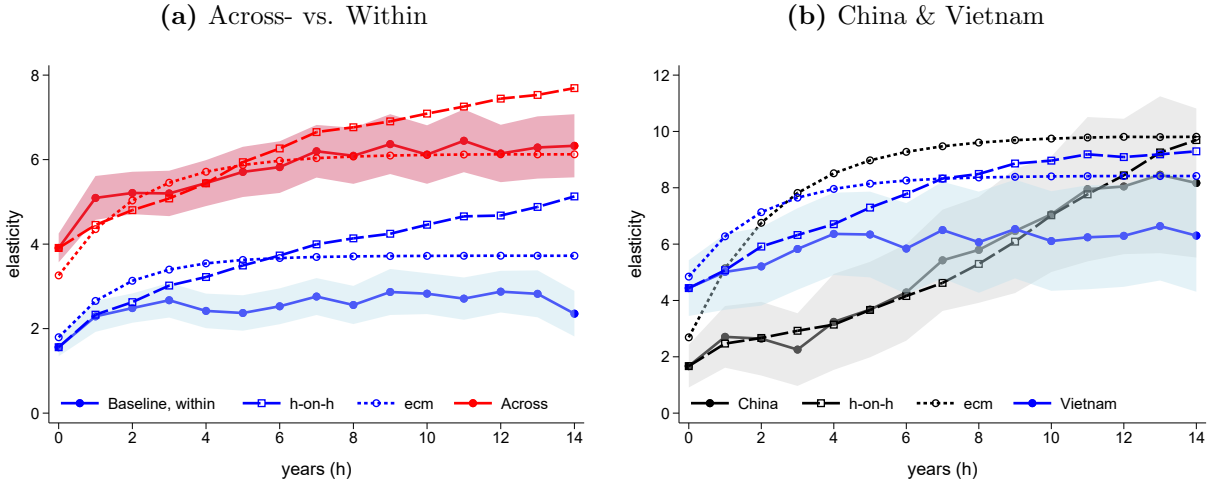 (a) Across- vs. Within
8
6
4
2
0
elasticity
Baseline, within h-on-h ecm Across
0 2 4 6 8 10 12 14
years (h)
(b) China & Vietnam
12
10
8
6
4
2
0
elasticity
China h-on-h ecm Vietnam
0 2 4 6 8 10 12 14
years (h)